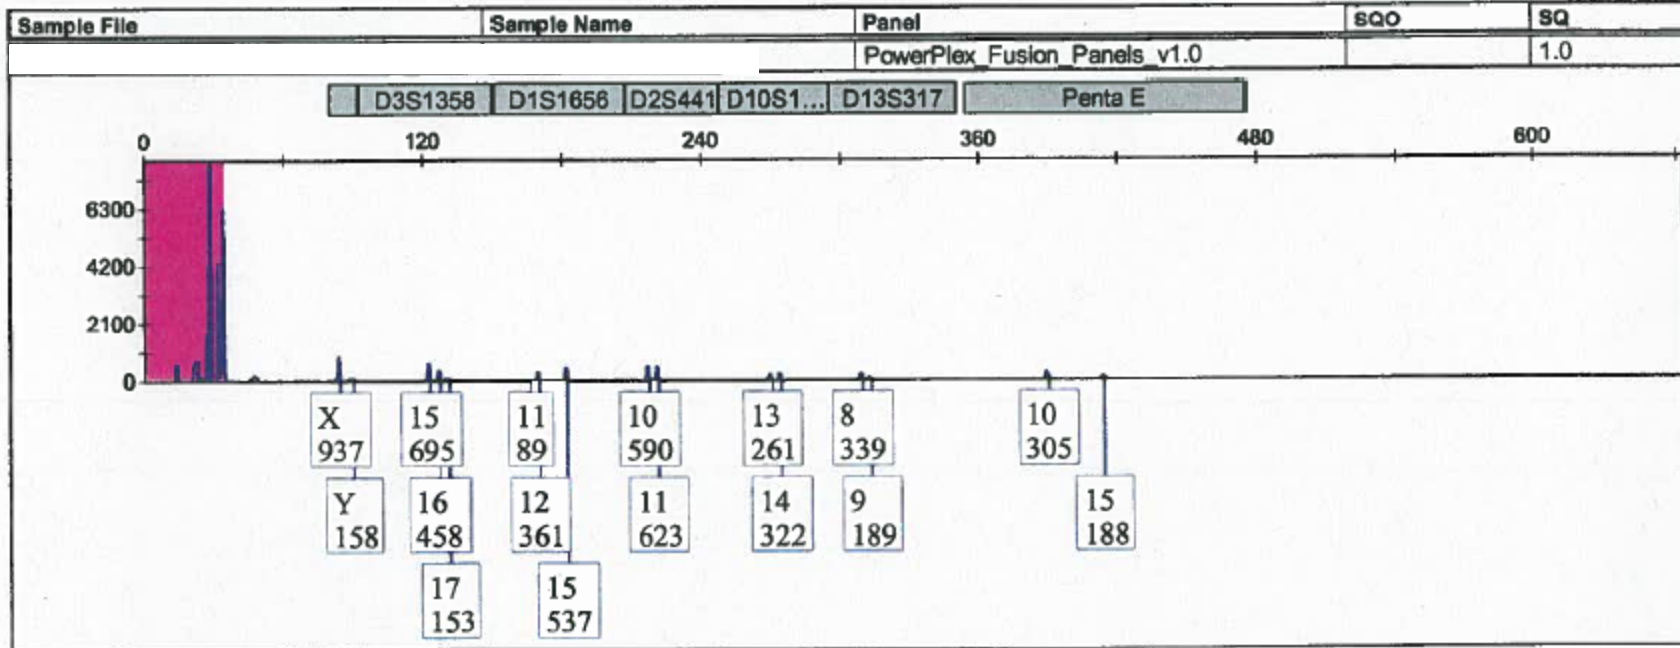 Sample File Sample Name Panel SQO SQ
PowerPlex_Fusion_Panels_v1.0 1.0
D3S1358 D1S1656 D2S441 D10S1... D13S317 Penta E
0 120 240 360 480 600
6300
4200
2100
0
X 15 11 10 13 8 10
937 695 89 590 261 339 305
Y 16 12 11 14 9 15
158 458 361 623 322 189 188
17 15
153 537